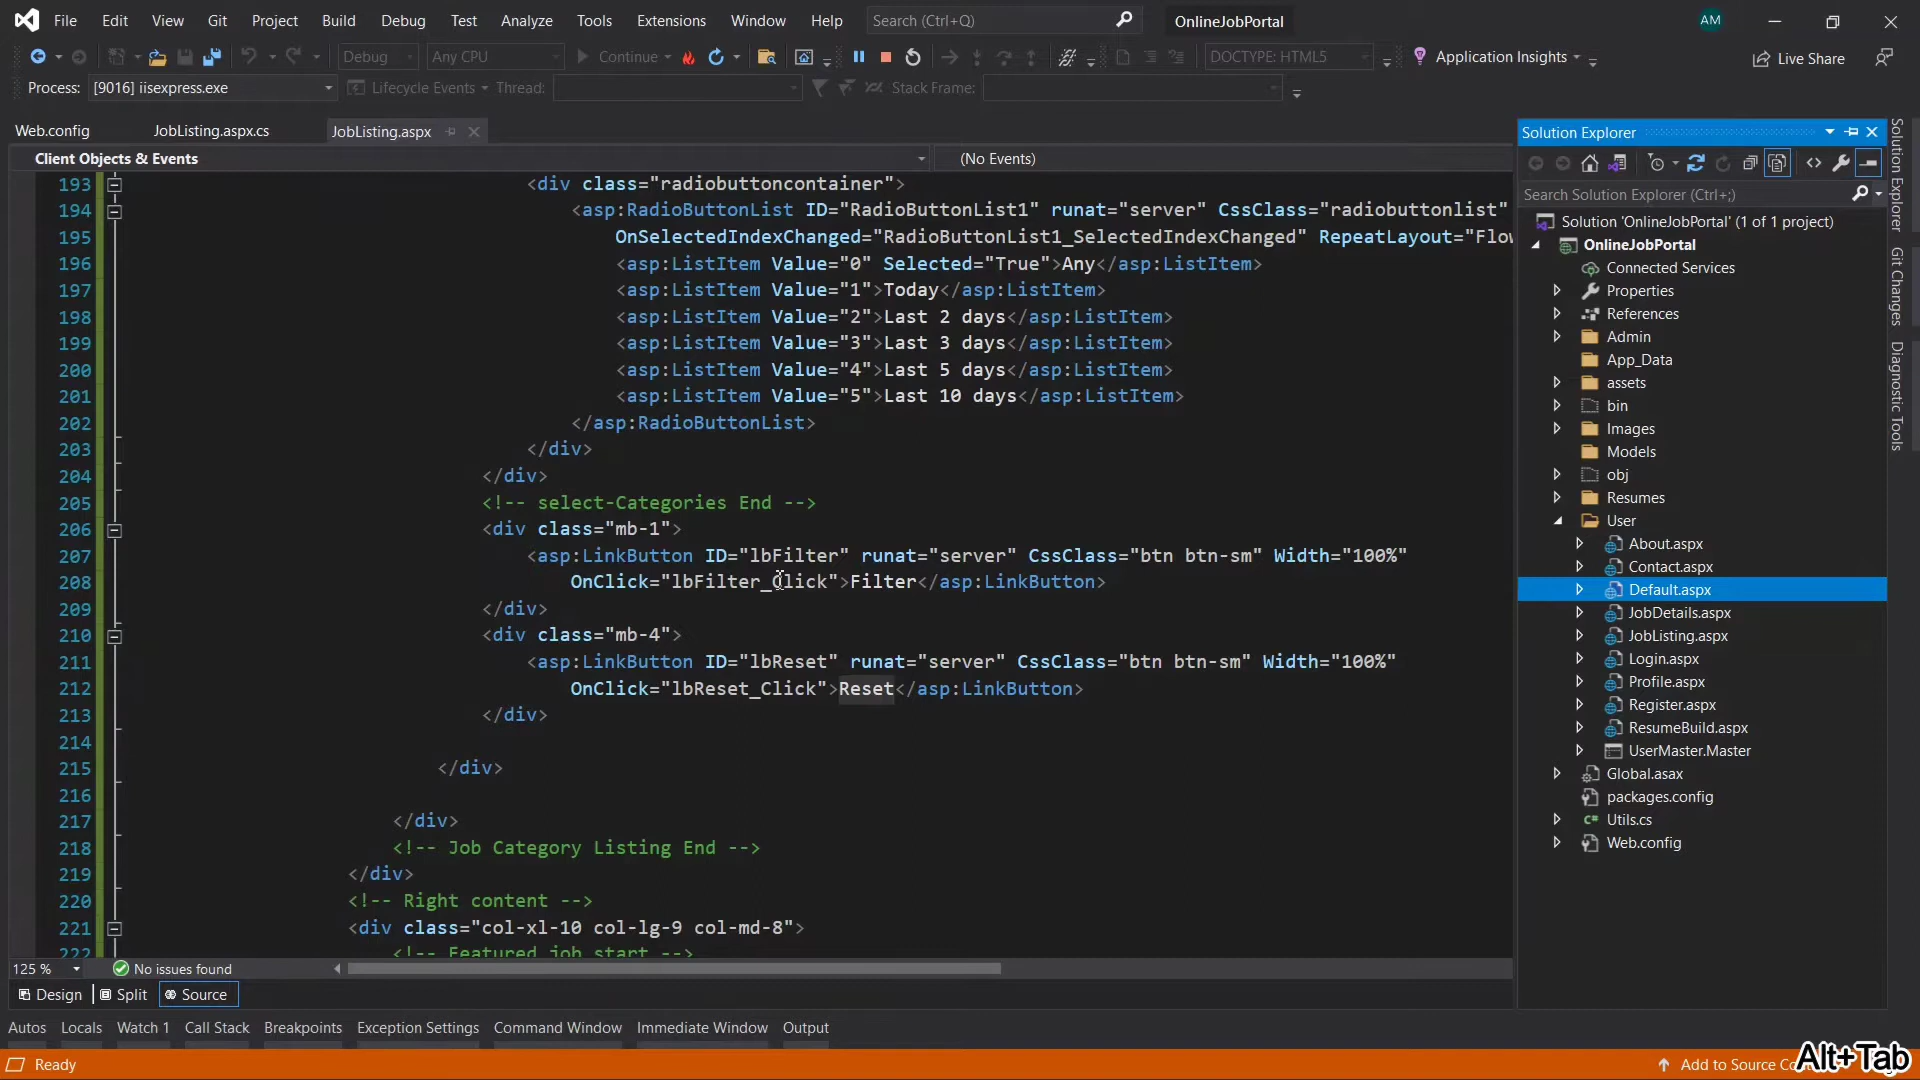 File Edit View Git Project Build Debug Test Analyze Tools Extensions Window Help Search (Ctrl+Q) OnlineJobPortal AM
Debug Any CPU Continue DOCTYPE: HTML5 Application Insights Live Share
Process: [9016] iisexpress.exe Lifecycle Events Thread: Stack Frame:
Web.config JobListing.aspx.cs JobListing.aspx
Client Objects & Events (No Events)
193 <div class="radiobuttoncontainer">
194 <asp:RadioButtonList ID="RadioButtonList1" runat="server" CssClass="radiobuttonlist"
195 OnSelectedIndexChanged="RadioButtonList1_SelectedIndexChanged" RepeatLayout="Flow
196 <asp:ListItem Value="0" Selected="True">Any</asp:ListItem>
197 <asp:ListItem Value="1">Today</asp:ListItem>
198 <asp:ListItem Value="2">Last 2 days</asp:ListItem>
199 <asp:ListItem Value="3">Last 3 days</asp:ListItem>
200 <asp:ListItem Value="4">Last 5 days</asp:ListItem>
201 <asp:ListItem Value="5">Last 10 days</asp:ListItem>
202 </asp:RadioButtonList>
203 </div>
204 </div>
205 <!-- select-Categories End -->
206 <div class="mb-1">
207 <asp:LinkButton ID="lbFilter" runat="server" CssClass="btn btn-sm" Width="100%"
208 OnClick="lbFilter_Click">Filter</asp:LinkButton>
209 </div>
210 <div class="mb-4">
211 <asp:LinkButton ID="lbReset" runat="server" CssClass="btn btn-sm" Width="100%"
212 OnClick="lbReset_Click">Reset</asp:LinkButton>
213 </div>
214
215 </div>
216
217 </div>
218 <!-- Job Category Listing End -->
219 </div>
220 <!-- Right content -->
221 <div class="col-xl-10 col-lg-9 col-md-8">
222 <!-- Featured job start -->
125 % No issues found
Design Split Source
Autos Locals Watch 1 Call Stack Breakpoints Exception Settings Command Window Immediate Window Output
Ready
Solution Explorer
Search Solution Explorer (Ctrl+;)
Solution 'OnlineJobPortal' (1 of 1 project)
OnlineJobPortal
Connected Services
Properties
References
Admin
App_Data
assets
bin
Images
Models
obj
Resumes
User
About.aspx
Contact.aspx
Default.aspx
JobDetails.aspx
JobListing.aspx
Login.aspx
Profile.aspx
Register.aspx
ResumeBuild.aspx
UserMaster.Master
Global.asax
packages.config
Utils.cs
Web.config
Solution Explorer
Git Changes
Diagnostic Tools
Add to Source
Alt+Tab